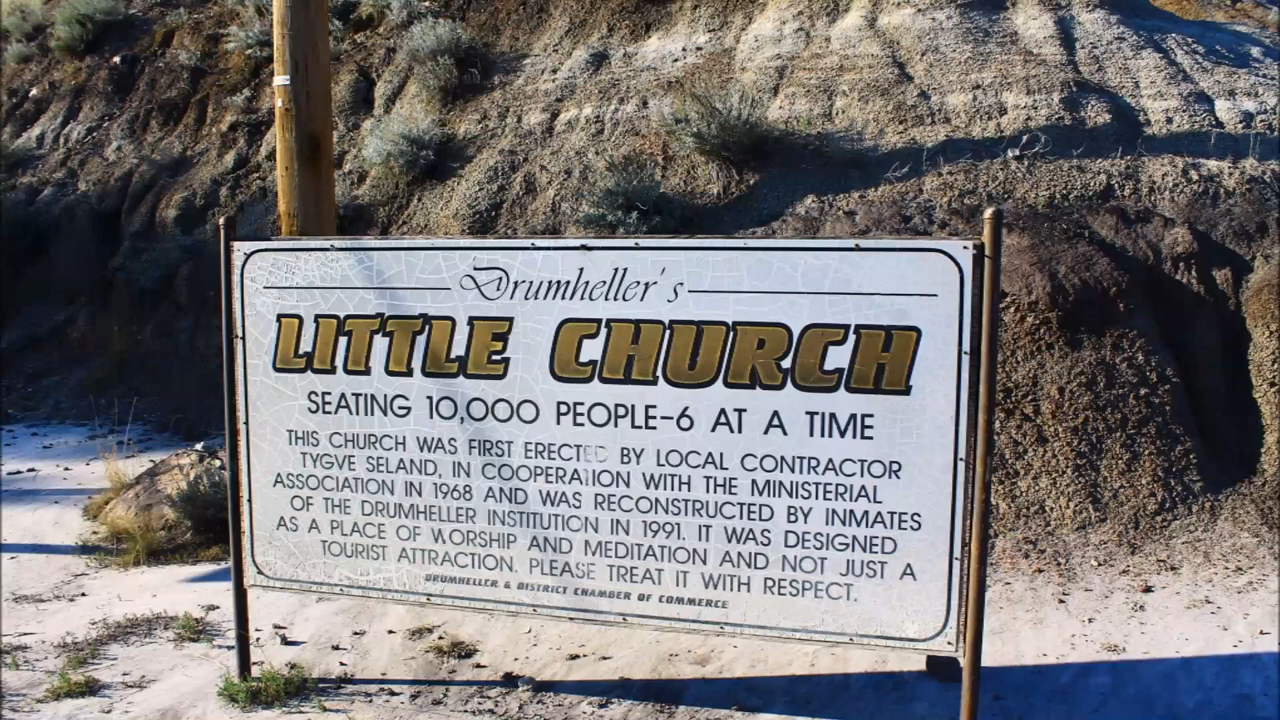 Drumheller's
LITTLE CHURCH
SEATING 10,000 PEOPLE-6 AT A TIME
THIS CHURCH WAS FIRST ERECTED BY LOCAL CONTRACTOR
TYGVE SELAND, IN COOPERATION WITH THE MINISTERIAL
ASSOCIATION IN 1968 AND WAS RECONSTRUCTED BY INMATES
OF THE DRUMHELLER INSTITUTION IN 1991. IT WAS DESIGNED
AS A PLACE OF WORSHIP AND MEDITATION AND NOT JUST A
TOURIST ATTRACTION. PLEASE TREAT IT WITH RESPECT.
DRUMHELLER & DISTRICT CHAMBER OF COMMERCE